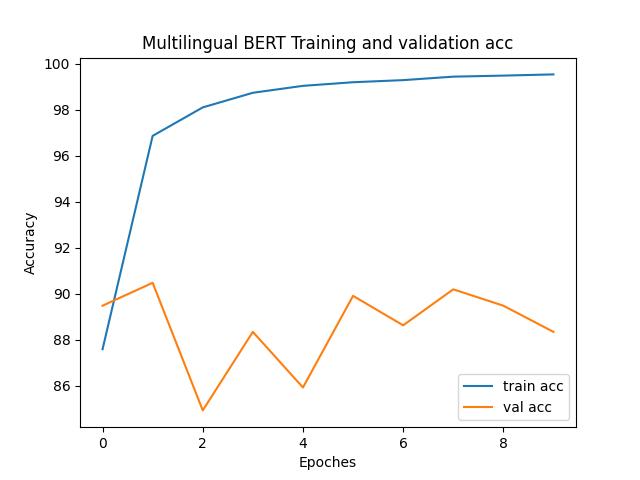 Multilingual BERT Training and validation acc
100
98
96
94
92
90
88
86
Accuracy
train acc
val acc
0 2 4 6 8
Epoches